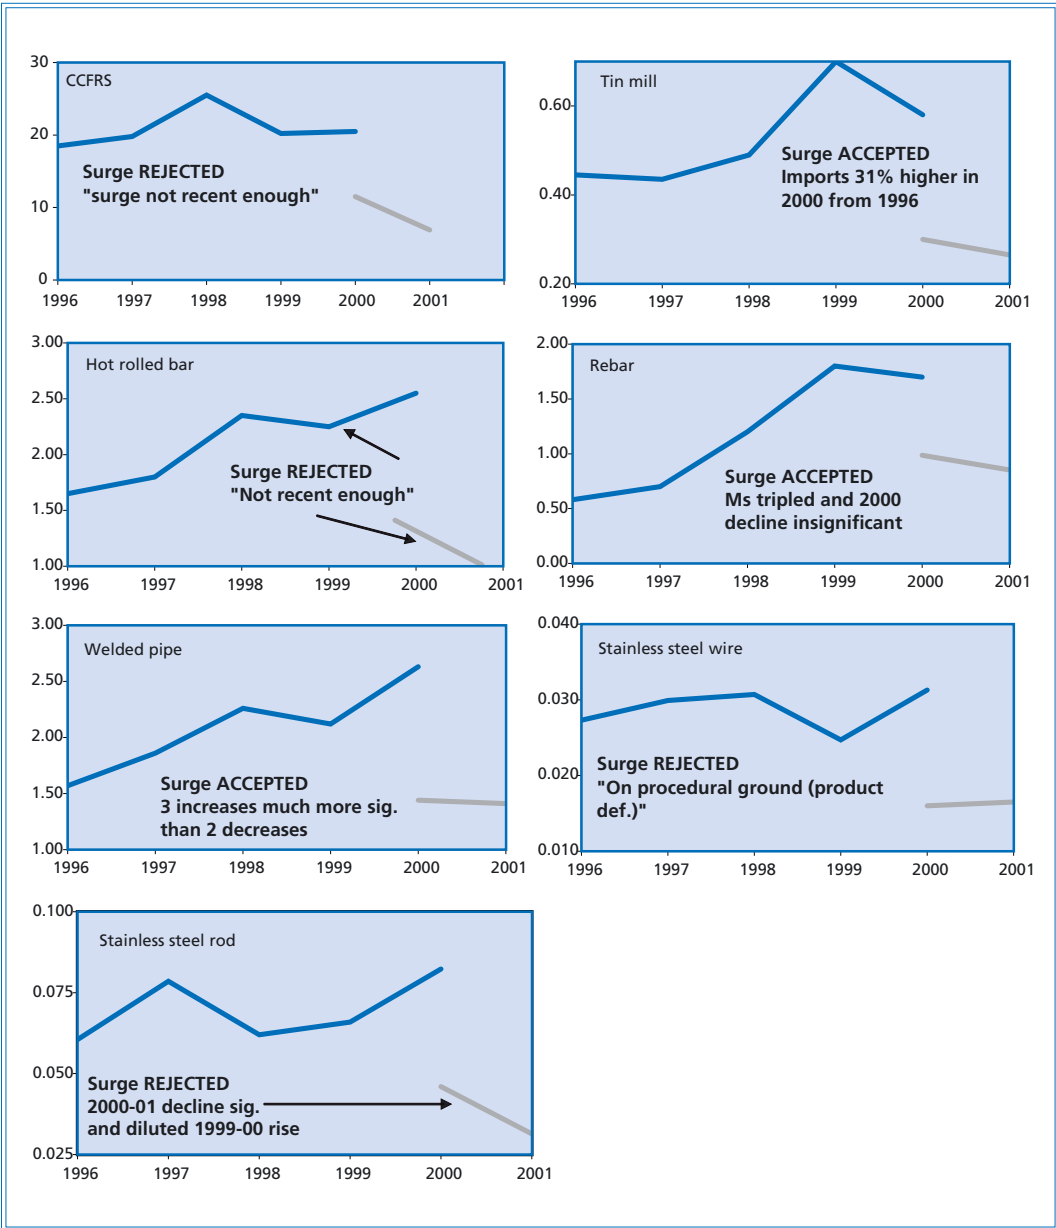 CCFRS
30
20
10
0
Surge REJECTED
"surge not recent enough"
1996 1997 1998 1999 2000 2001
Tin mill
0.60
0.40
0.20
Surge ACCEPTED
Imports 31% higher in
2000 from 1996
1996 1997 1998 1999 2000 2001
Hot rolled bar
3.00
2.50
2.00
1.50
1.00
Surge REJECTED
"Not recent enough"
1996 1997 1998 1999 2000 2001
Rebar
2.00
1.50
1.00
0.50
0.00
Surge ACCEPTED
Ms tripled and 2000
decline insignificant
1996 1997 1998 1999 2000 2001
Welded pipe
3.00
2.50
2.00
1.50
1.00
Surge ACCEPTED
3 increases much more sig.
than 2 decreases
1996 1997 1998 1999 2000 2001
Stainless steel wire
0.040
0.030
0.020
0.010
Surge REJECTED
"On procedural ground (product
def.)"
1996 1997 1998 1999 2000 2001
Stainless steel rod
0.100
0.075
0.050
0.025
Surge REJECTED
2000-01 decline sig.
and diluted 1999-00 rise
1996 1997 1998 1999 2000 2001